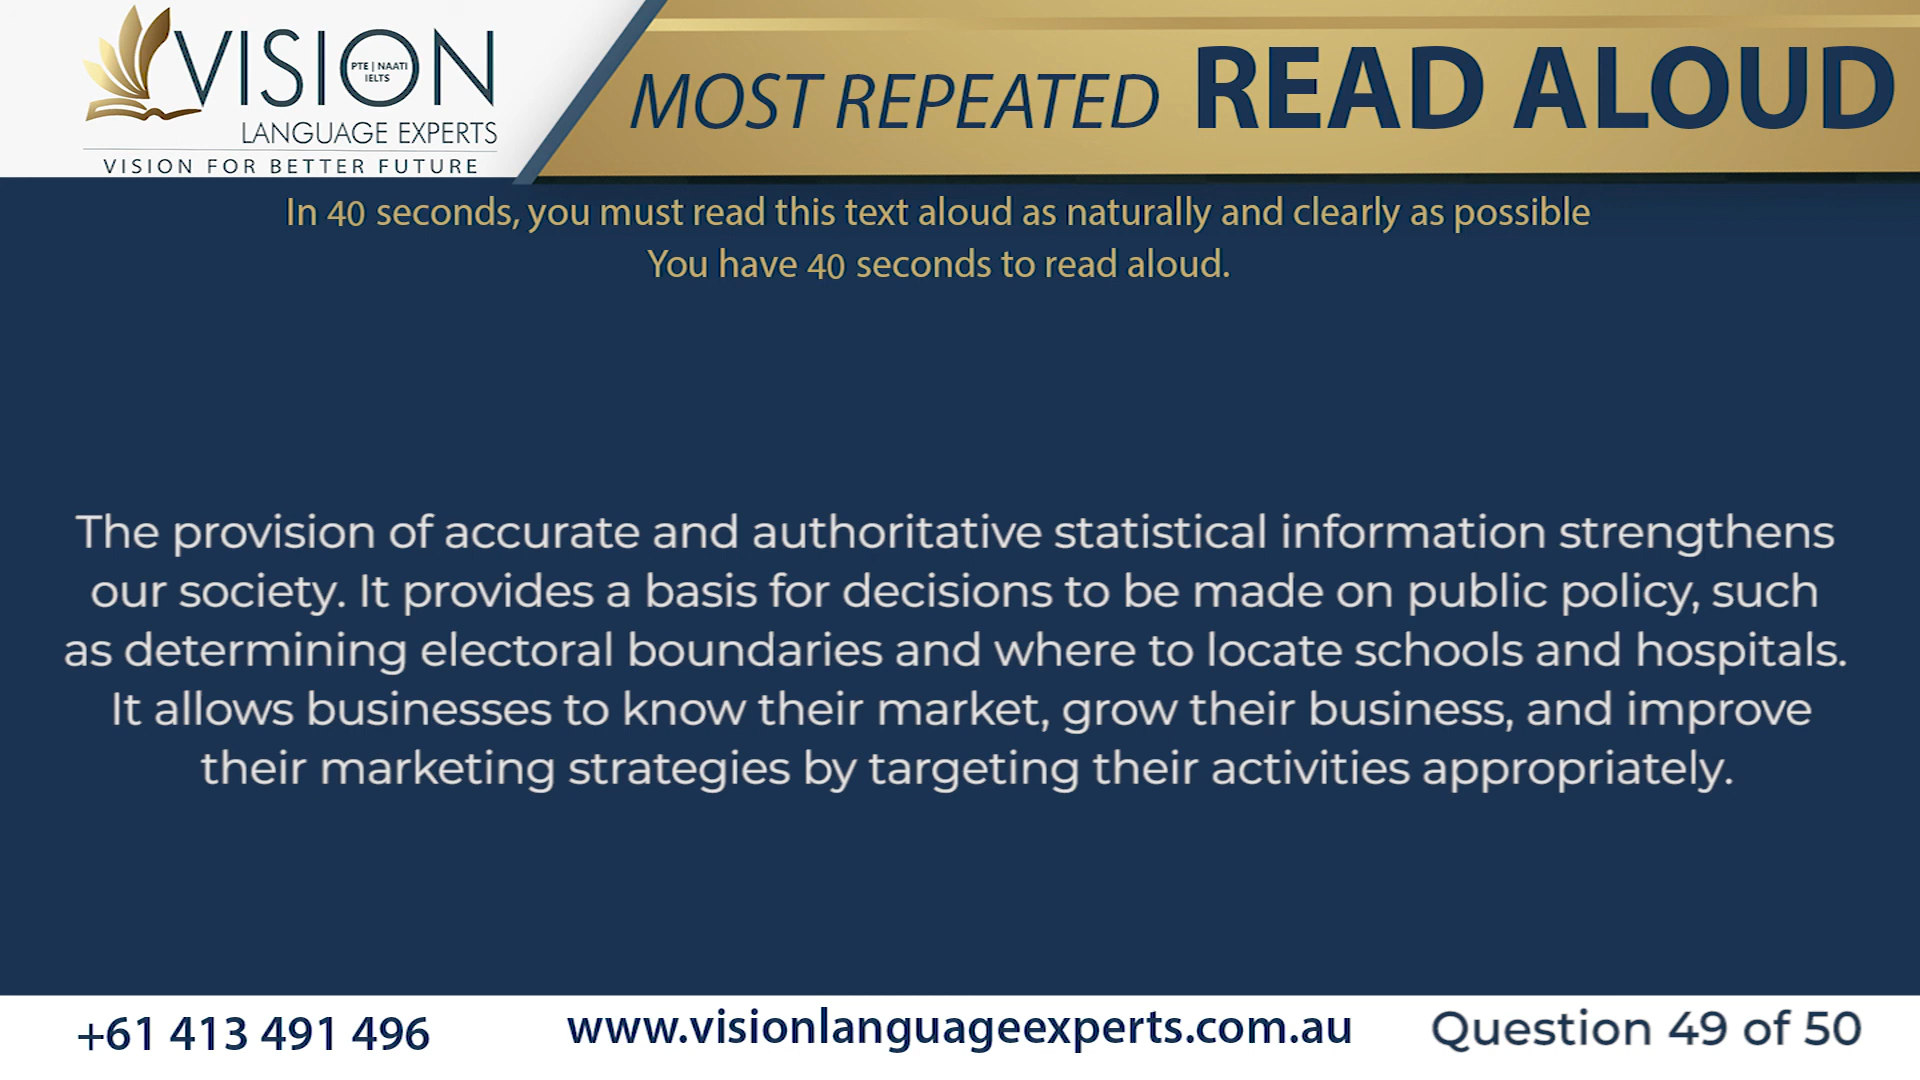 VISION
PTE | NAATI
IELTS
LANGUAGE EXPERTS
VISION FOR BETTER FUTURE
MOST REPEATED READ ALOUD
In 40 seconds, you must read this text aloud as naturally and clearly as possible
You have 40 seconds to read aloud.
The provision of accurate and authoritative statistical information strengthens
our society. It provides a basis for decisions to be made on public policy, such
as determining electoral boundaries and where to locate schools and hospitals.
It allows businesses to know their market, grow their business, and improve
their marketing strategies by targeting their activities appropriately.
+61 413 491 496
www.visionlanguageexperts.com.au
Question 49 of 50